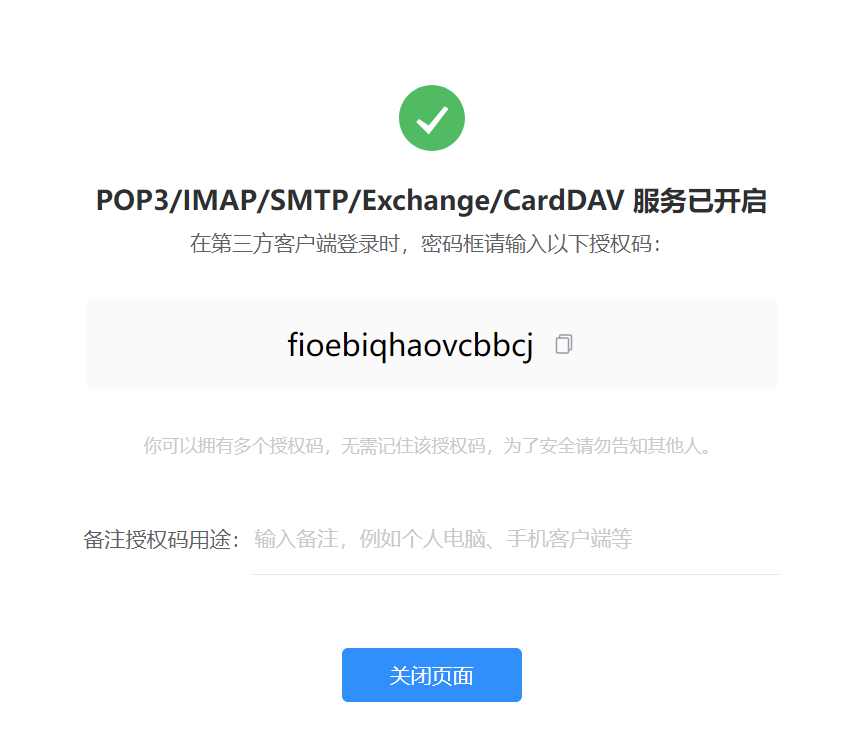 POP3/IMAP/SMTP/Exchange/CardDAV 服务已开启
在第三方客户端登录时，密码框请输入以下授权码：
fioebiqhaovcbbcj
你可以拥有多个授权码，无需记住该授权码，为了安全请勿告知其他人。
备注授权码用途： 输入备注，例如个人电脑、手机客户端等
关闭页面